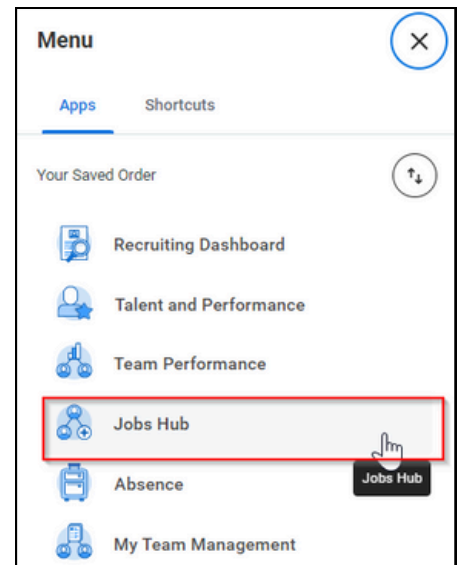 Menu
Apps Shortcuts
Your Saved Order
Recruiting Dashboard
Talent and Performance
Team Performance
Jobs Hub
Absence
Jobs Hub
My Team Management